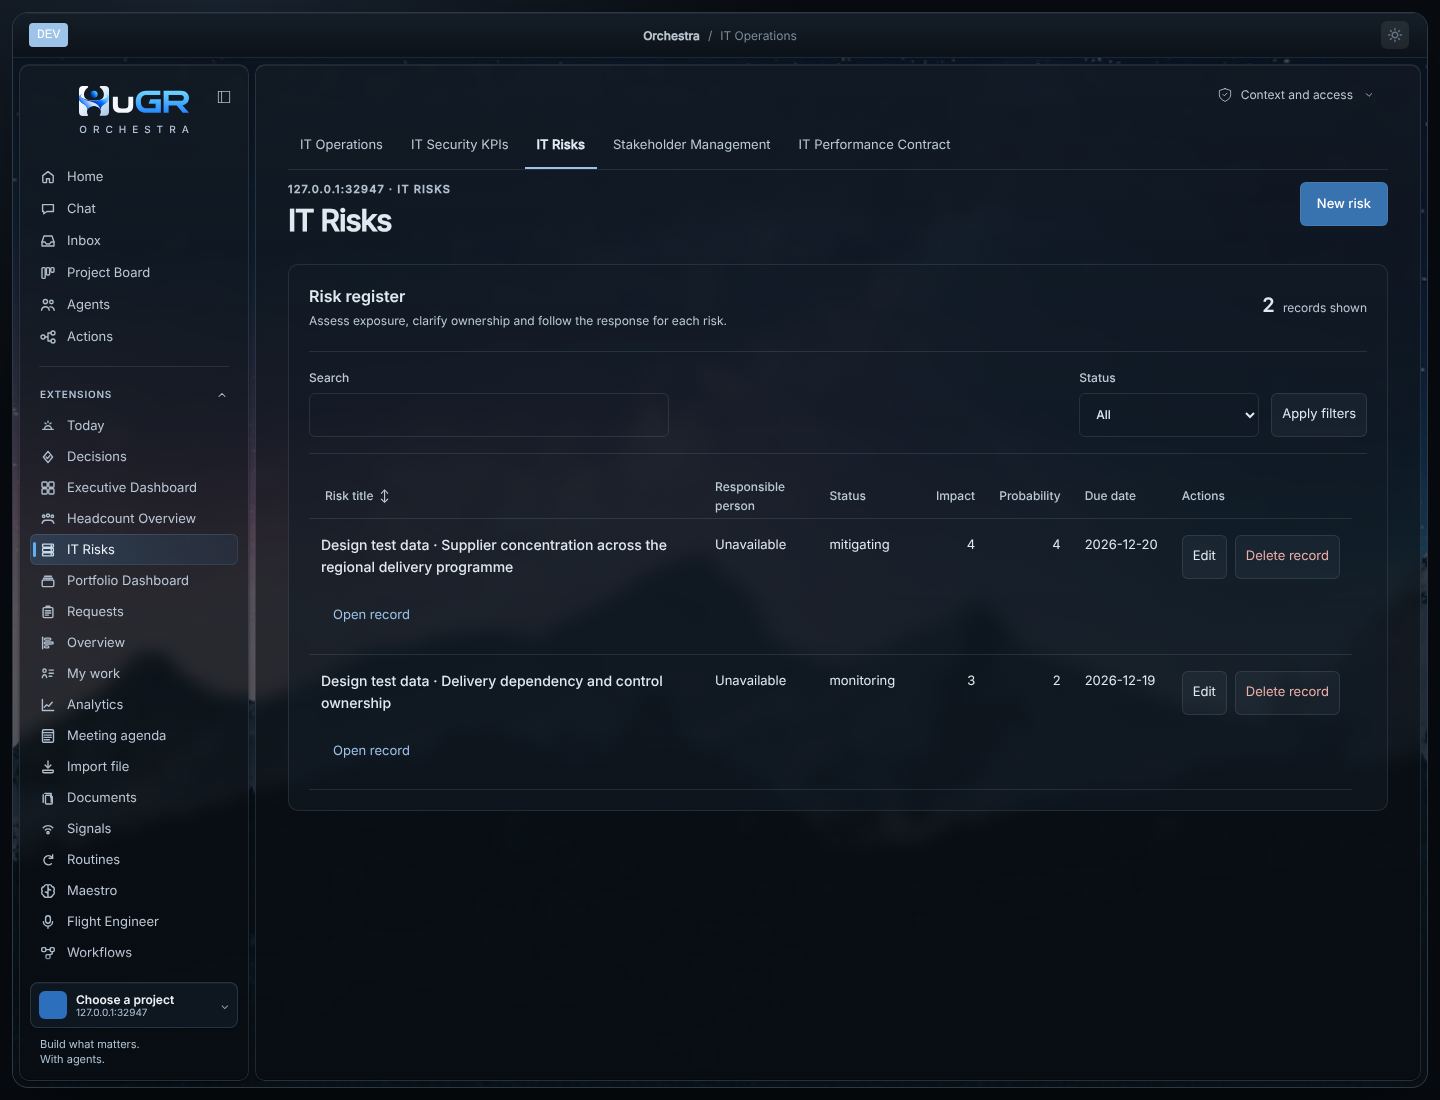 DEV
Orchestra / IT Operations
HuGR
ORCHESTRA
Home
Chat
Inbox
Project Board
Agents
Actions
EXTENSIONS
Today
Decisions
Executive Dashboard
Headcount Overview
IT Risks
Portfolio Dashboard
Requests
Overview
My work
Analytics
Meeting agenda
Import file
Documents
Signals
Routines
Maestro
Flight Engineer
Workflows
Choose a project
127.0.0.1:32947
Build what matters.
With agents.
Context and access
IT Operations IT Security KPIs IT Risks Stakeholder Management IT Performance Contract
127.0.0.1:32947 · IT RISKS
IT Risks
New risk
Risk register
Assess exposure, clarify ownership and follow the response for each risk.
2 records shown
Search
Status
All
Apply filters
Risk title Responsible person Status Impact Probability Due date Actions
Design test data · Supplier concentration across the regional delivery programme Unavailable mitigating 4 4 2026-12-20 Edit Delete record
Open record
Design test data · Delivery dependency and control ownership Unavailable monitoring 3 2 2026-12-19 Edit Delete record
Open record